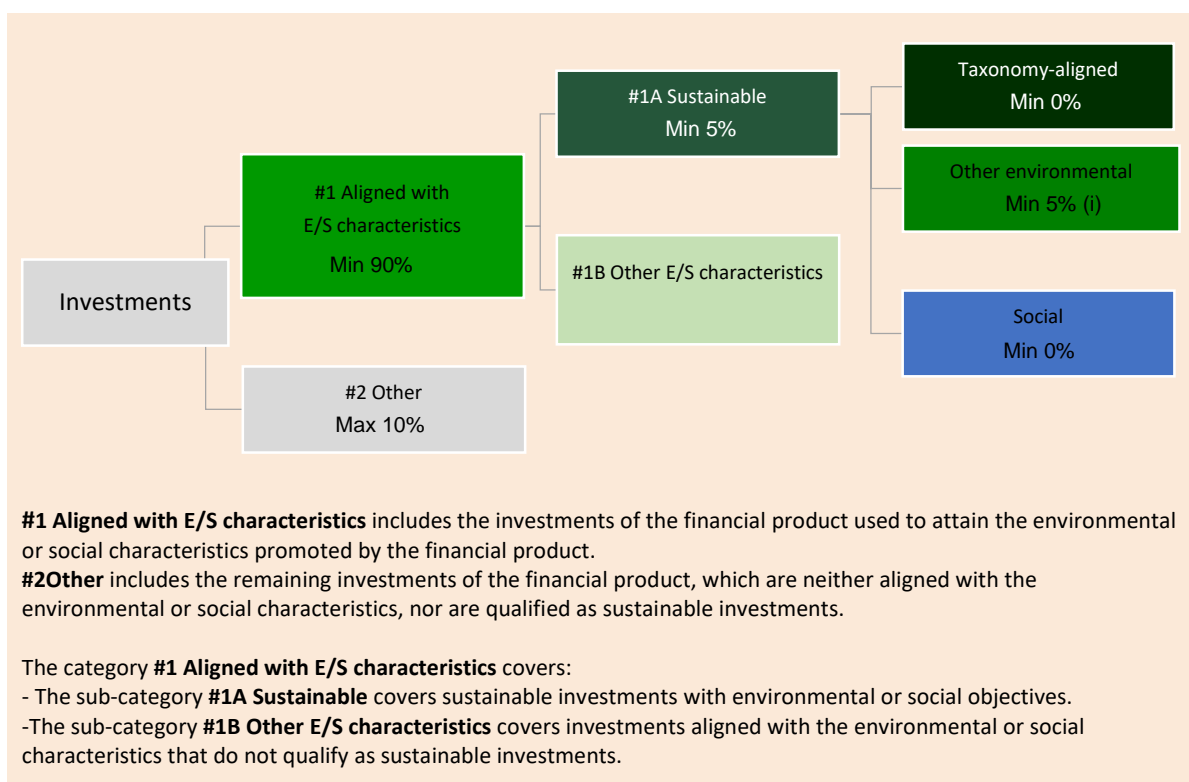 Investments
#1 Aligned with
E/S characteristics
Min 90%
#2 Other
Max 10%
#1A Sustainable
Min 5%
#1B Other E/S characteristics
Taxonomy-aligned
Min 0%
Other environmental
Min 5% (i)
Social
Min 0%
#1 Aligned with E/S characteristics includes the investments of the financial product used to attain the environmental
or social characteristics promoted by the financial product.
#2Other includes the remaining investments of the financial product, which are neither aligned with the
environmental or social characteristics, nor are qualified as sustainable investments.
The category #1 Aligned with E/S characteristics covers:
- The sub-category #1A Sustainable covers sustainable investments with environmental or social objectives.
-The sub-category #1B Other E/S characteristics covers investments aligned with the environmental or social
characteristics that do not qualify as sustainable investments.